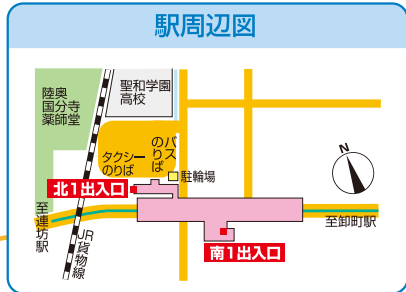 駅周辺図
陸奥
国分寺
薬師堂
聖和学園
高校
バス
のりば
タクシー
のりば
駐輪場
N
北1出入口
至連坊駅
JR貨物線
至卸町駅
南1出入口